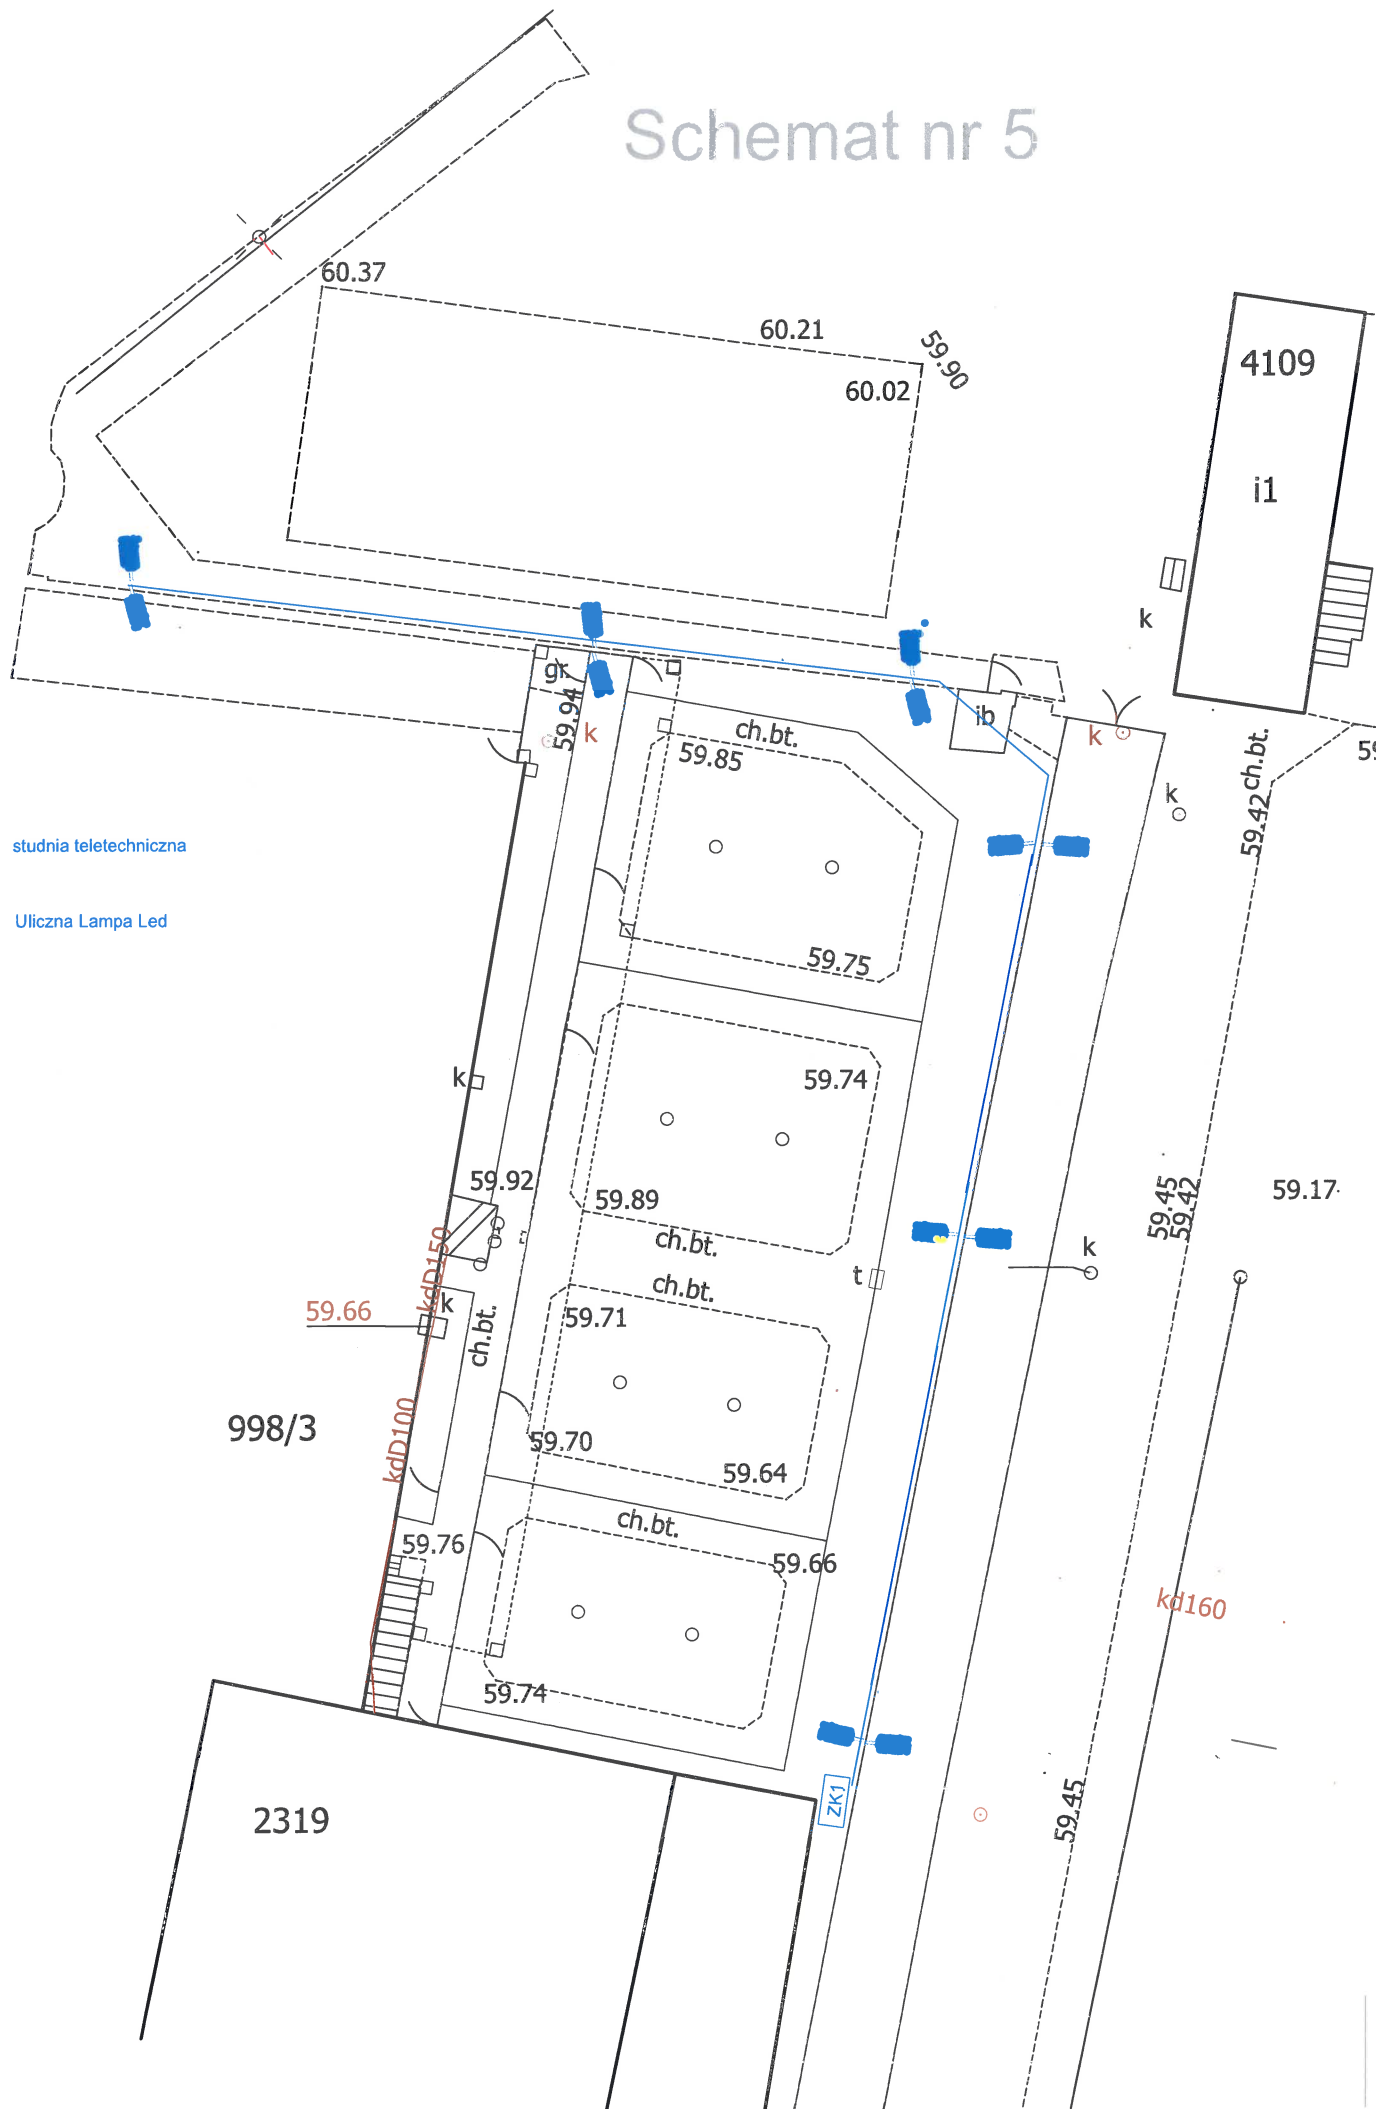 Schemat nr 5
60.37
60.21
59.90
60.02
4109
i1
k
gr.
59.94
k
ch.bt.
59.85
ib
k
k
ch.bt.
59.42
studnia teletechniczna
Uliczna Lampa Led
59.75
59.74
k
59.92
59.89
ch.bt.
59.45
59.42
59.17
k
kdD150
t
ch.bt.
59.66
k
59.71
ch.bt.
kdD100
998/3
59.70
59.64
ch.bt.
59.76
59.66
kd160
59.74
ZK1
59.45
2319